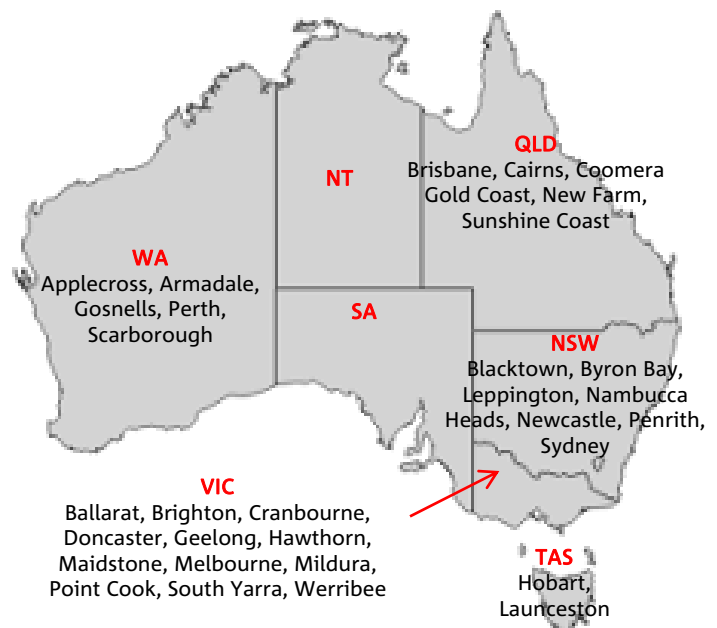 QLD
Brisbane, Cairns, Coomera
Gold Coast, New Farm,
Sunshine Coast
NT
WA
Applecross, Armadale,
Gosnells, Perth,
Scarborough
SA
NSW
Blacktown, Byron Bay,
Leppington, Nambucca
Heads, Newcastle, Penrith,
Sydney
VIC
Ballarat, Brighton, Cranbourne,
Doncaster, Geelong, Hawthorn,
Maidstone, Melbourne, Mildura,
Point Cook, South Yarra, Werribee
TAS
Hobart,
Launceston